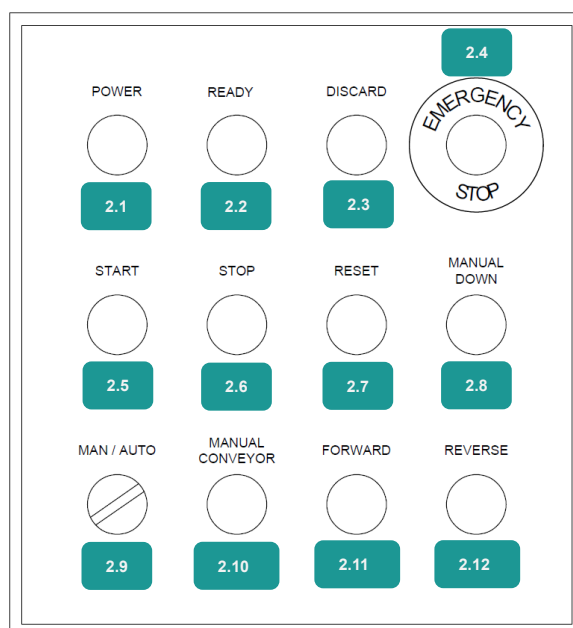 2.4
POWER
READY
DISCARD
EMERGENCY
STOP
2.1
2.2
2.3
START
STOP
RESET
MANUAL
DOWN
2.5
2.6
2.7
2.8
MAN / AUTO
MANUAL
CONVEYOR
FORWARD
REVERSE
2.9
2.10
2.11
2.12